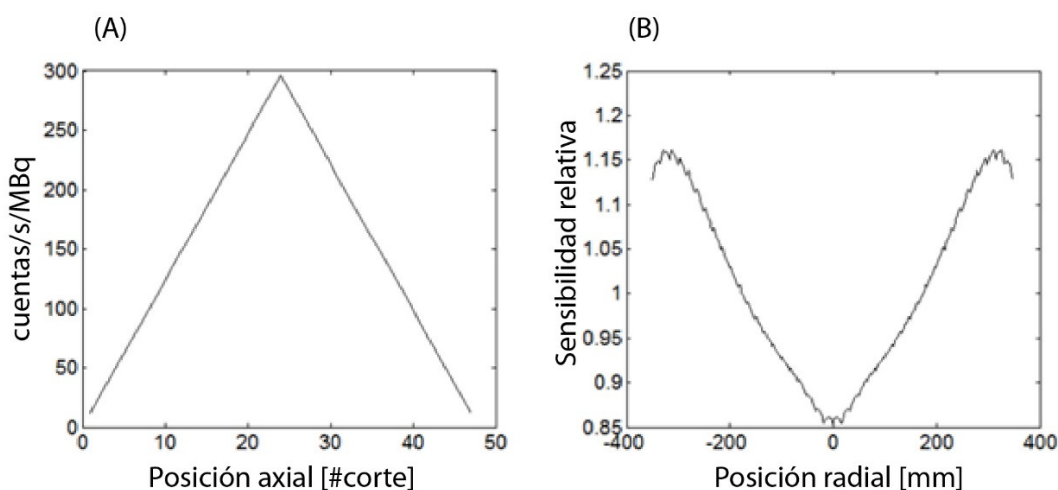 (A)
(B)
cuentas/s/MBq
300
250
200
150
100
50
0
0 10 20 30 40 50
Posición axial [#corte]
Sensibilidad relativa
1.25
1.2
1.15
1.1
1.05
1
0.95
0.9
0.85
-400 -200 0 200 400
Posición radial [mm]